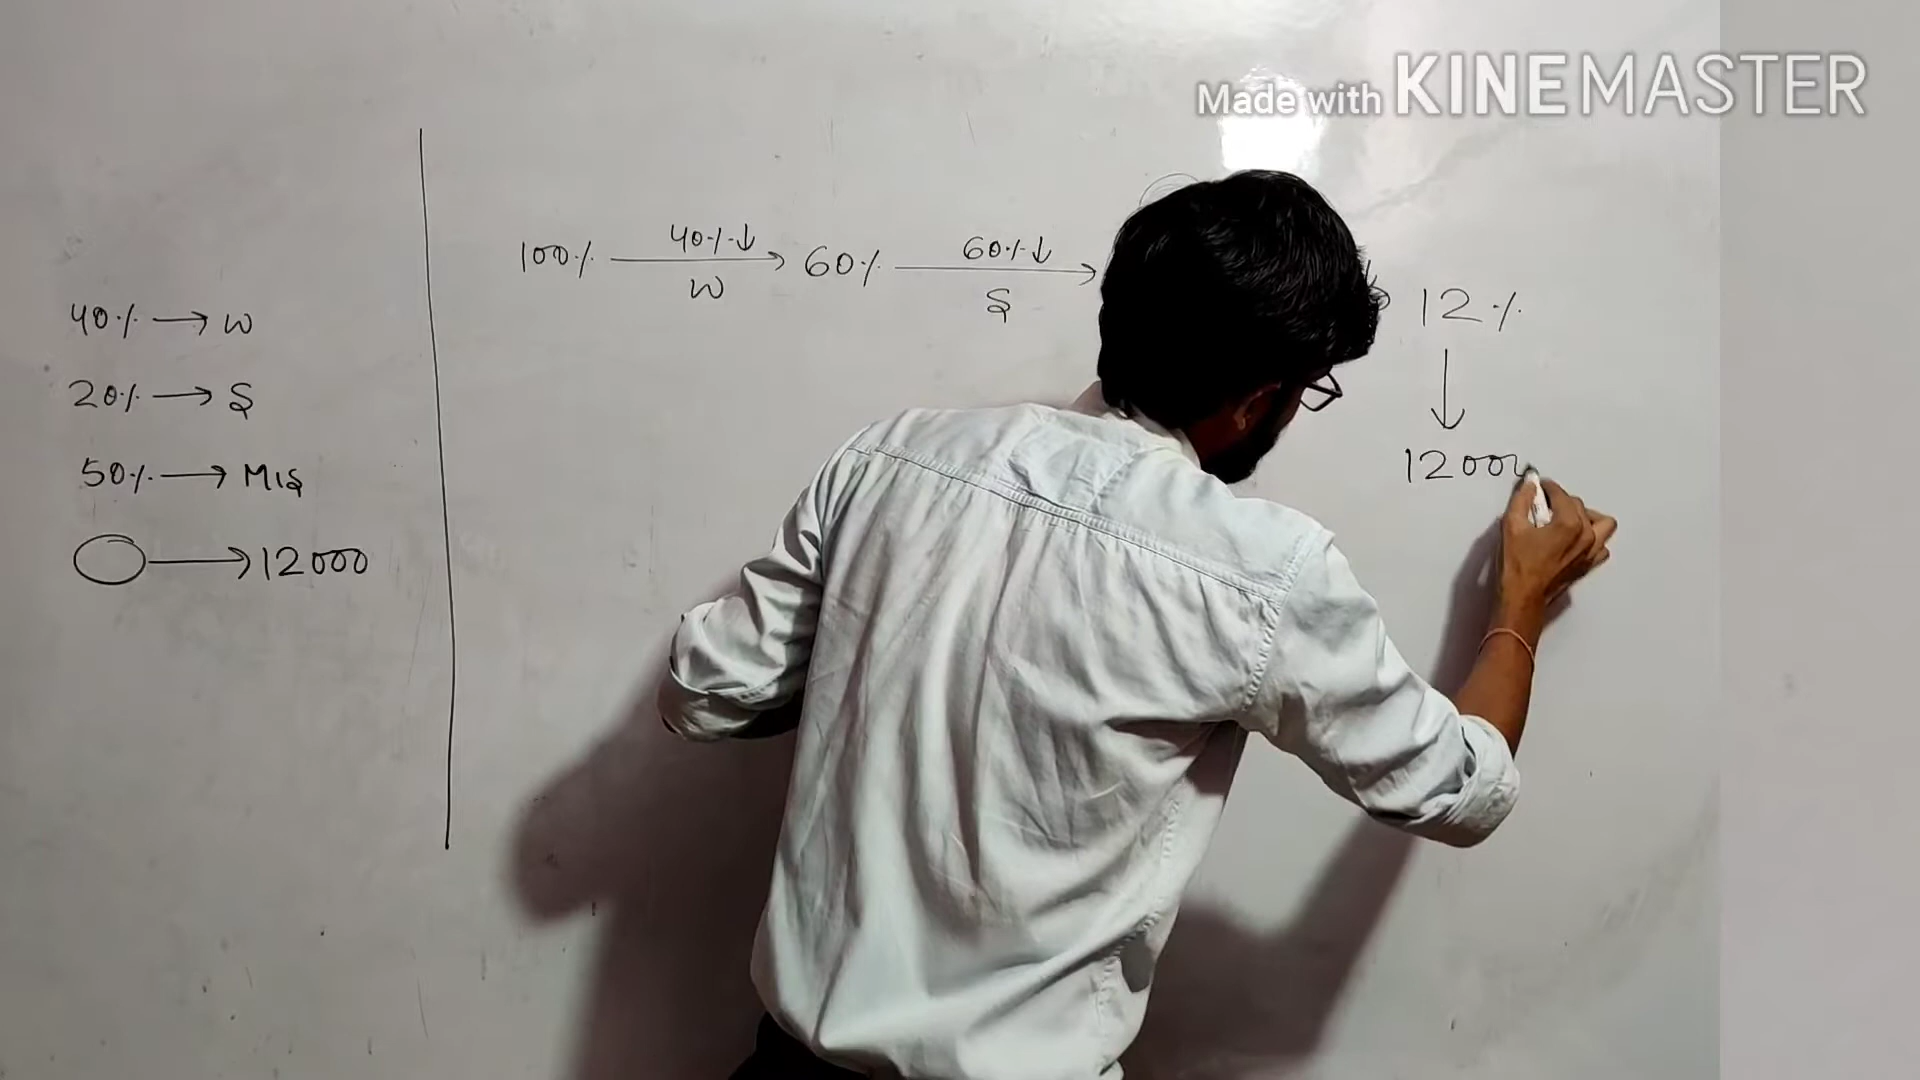 Made with KINEMASTER
40% → W
20% → S
50% → MIS
→ 12000
100% 40%↓ W → 60% 60%↓ S →
12%
↓
1200